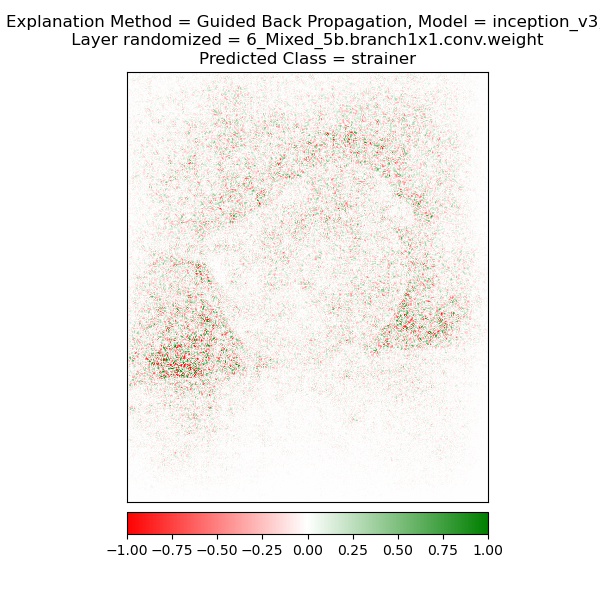 Explanation Method = Guided Back Propagation, Model = inception_v3
Layer randomized = 6_Mixed_5b.branch1x1.conv.weight
Predicted Class = strainer
−1.00 −0.75 −0.50 −0.25 0.00 0.25 0.50 0.75 1.00